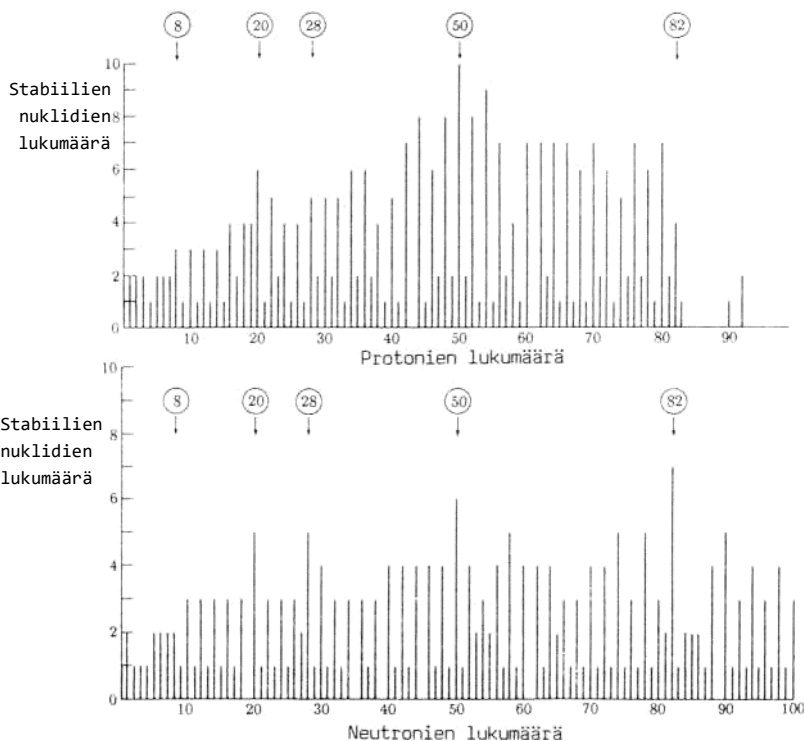 8 20 28 50 82
10
Stabiilien
nuklidien 8
lukumäärä
6
4
2
0
10 20 30 40 50 60 70 80 90
Protonien lukumäärä
10
8 20 28 50 82
Stabiilien
nuklidien 8
lukumäärä
6
4
2
0
10 20 30 40 50 60 70 80 90 100
Neutronien lukumäärä